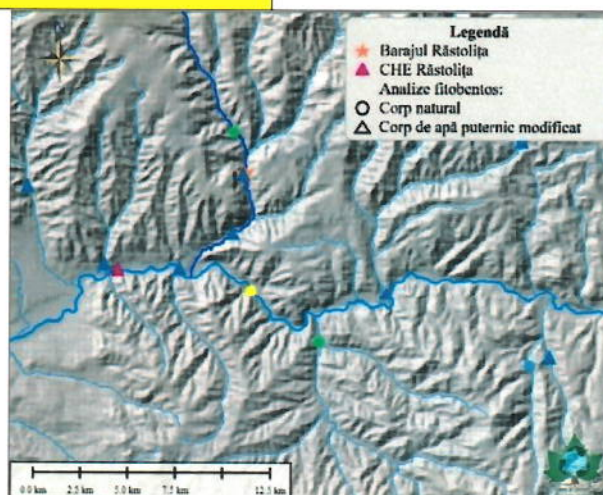 Legendă
Barajul Răstolița
CHE Răstolița
Analize fitobentos:
Corp natural
Corp de apă puternic modificat
0.0 km 2.5 km 5.0 km 7.5 km 12.5 km